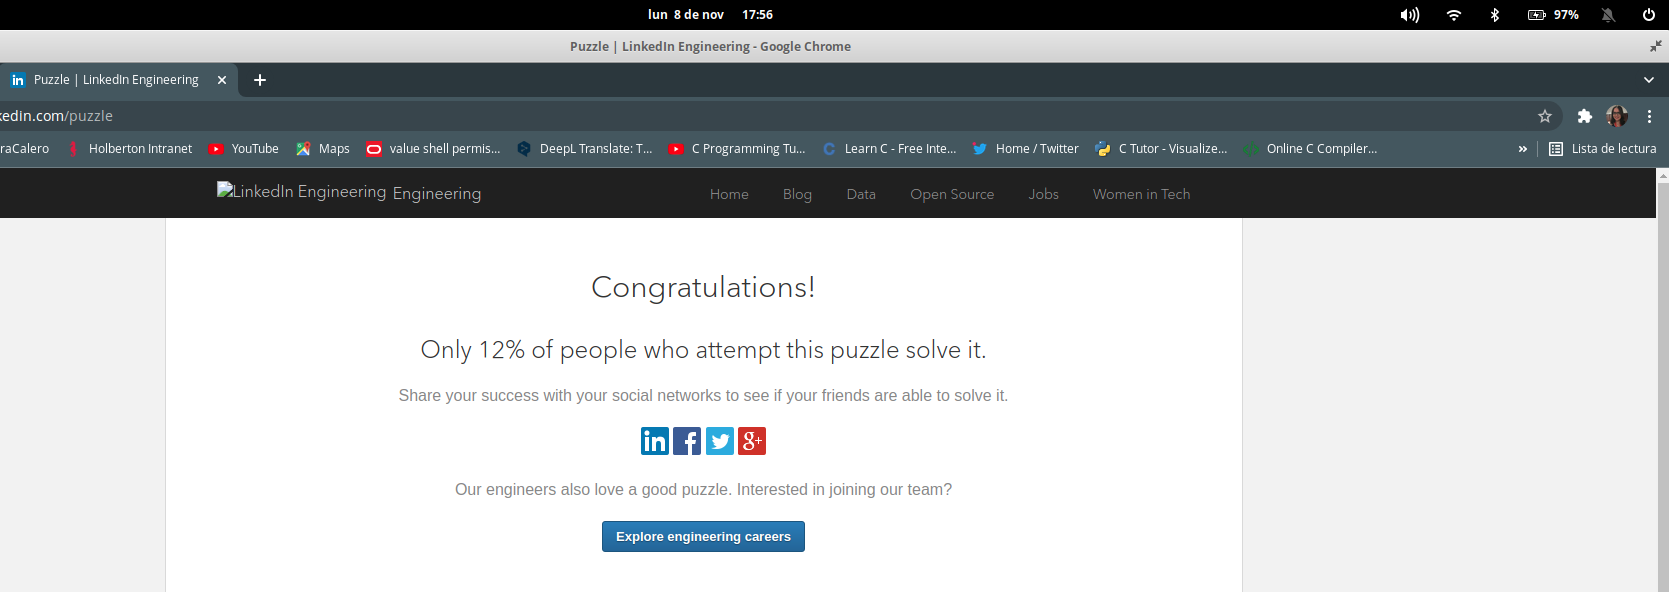 lun 8 de nov 17:56
97%
Puzzle | LinkedIn Engineering - Google Chrome
in Puzzle | LinkedIn Engineering
kedin.com/puzzle
raCalero Holberton Intranet YouTube Maps value shell permis... DeepL Translate: T... C Programming Tu... C Learn C - Free Inte... Home / Twitter C Tutor - Visualize... Online C Compiler... » Lista de lectura
LinkedIn Engineering Engineering Home Blog Data Open Source Jobs Women in Tech
Congratulations!
Only 12% of people who attempt this puzzle solve it.
Share your success with your social networks to see if your friends are able to solve it.
in f g+
Our engineers also love a good puzzle. Interested in joining our team?
Explore engineering careers